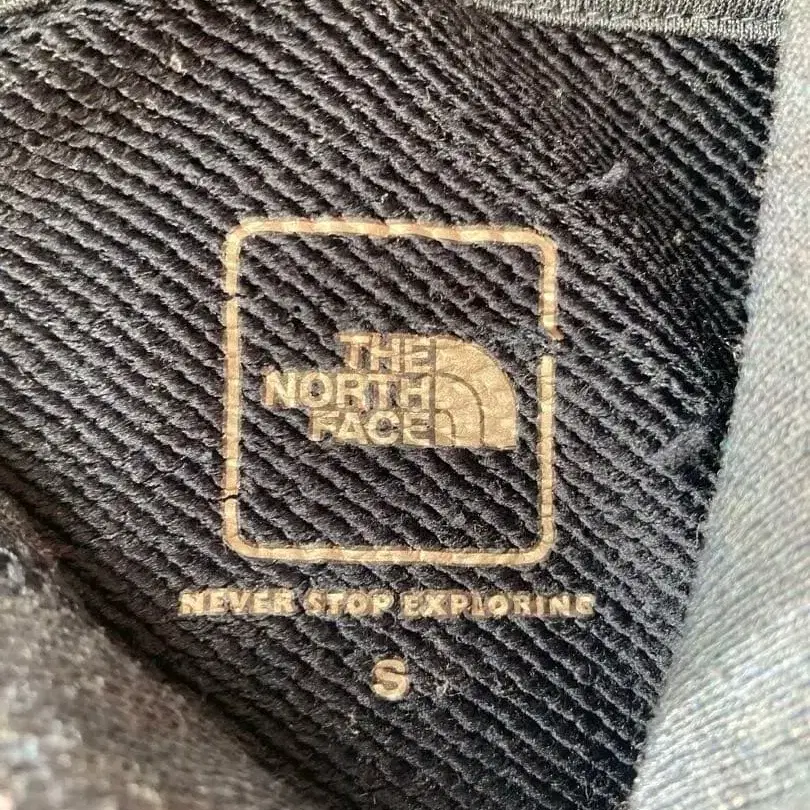 THE
NORTH
FACE
NEVER STOP EXPLORING
S